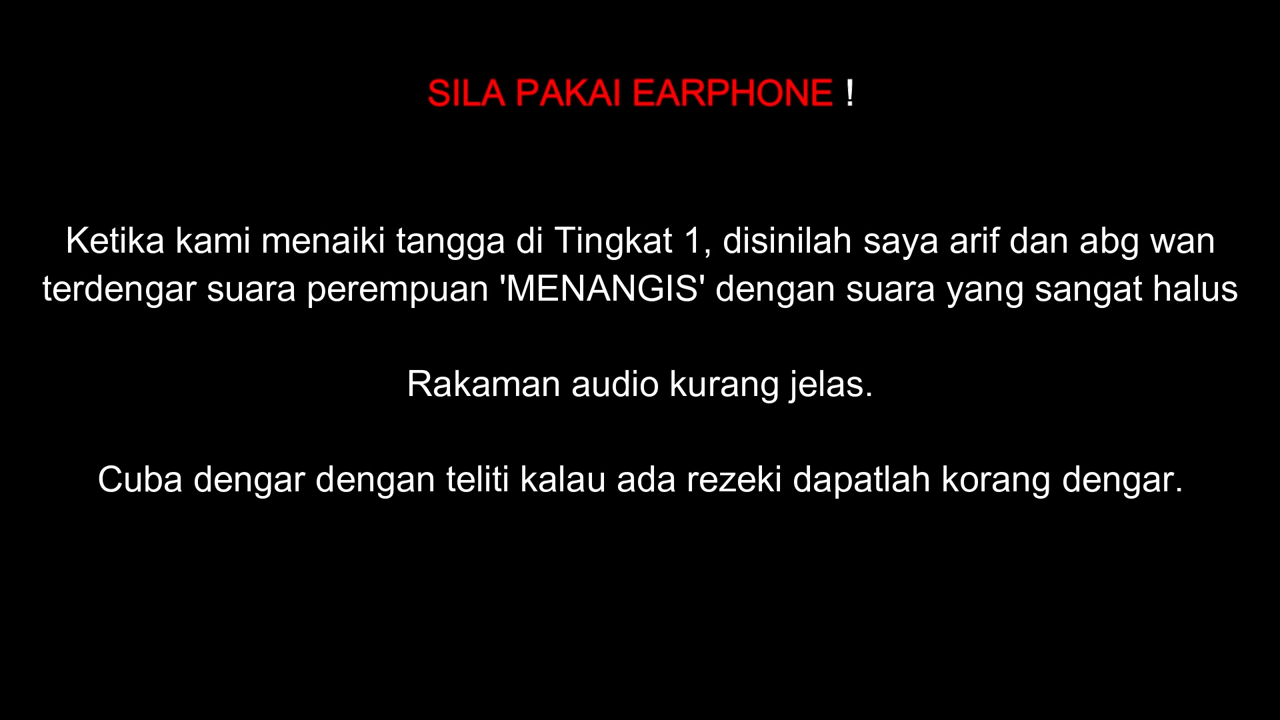 SILA PAKAI EARPHONE !
Ketika kami menaiki tangga di Tingkat 1, disinilah saya arif dan abg wan
terdengar suara perempuan 'MENANGIS' dengan suara yang sangat halus
Rakaman audio kurang jelas.
Cuba dengar dengan teliti kalau ada rezeki dapatlah korang dengar.